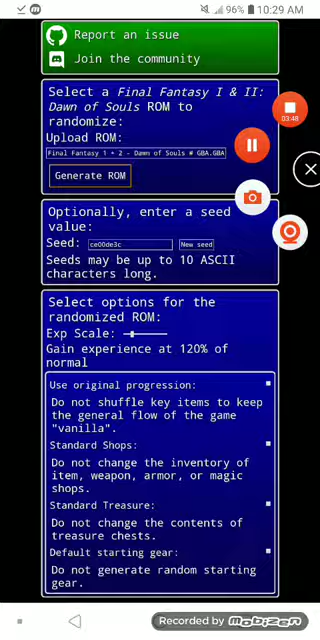 96% 10:29 AM
Report an issue
Join the community
Select a Final Fantasy I & II:
Dawn of Souls ROM to
randomize:
03:48
Upload ROM:
Final Fantasy 1 + 2 - Dawn of Souls # GBA.GBA
Generate ROM
Optionally, enter a seed
value:
Seed: ce00de3c New seed
Seeds may be up to 10 ASCII
characters long.
Select options for the
randomized ROM:
Exp Scale:
Gain experience at 120% of
normal
Use original progression:
Do not shuffle key items to keep
the general flow of the game
"vanilla".
Standard Shops:
Do not change the inventory of
item, weapon, armor, or magic
shops.
Standard Treasure:
Do not change the contents of
treasure chests.
Default starting gear:
Do not generate random starting
gear.
Recorded by Mobizen